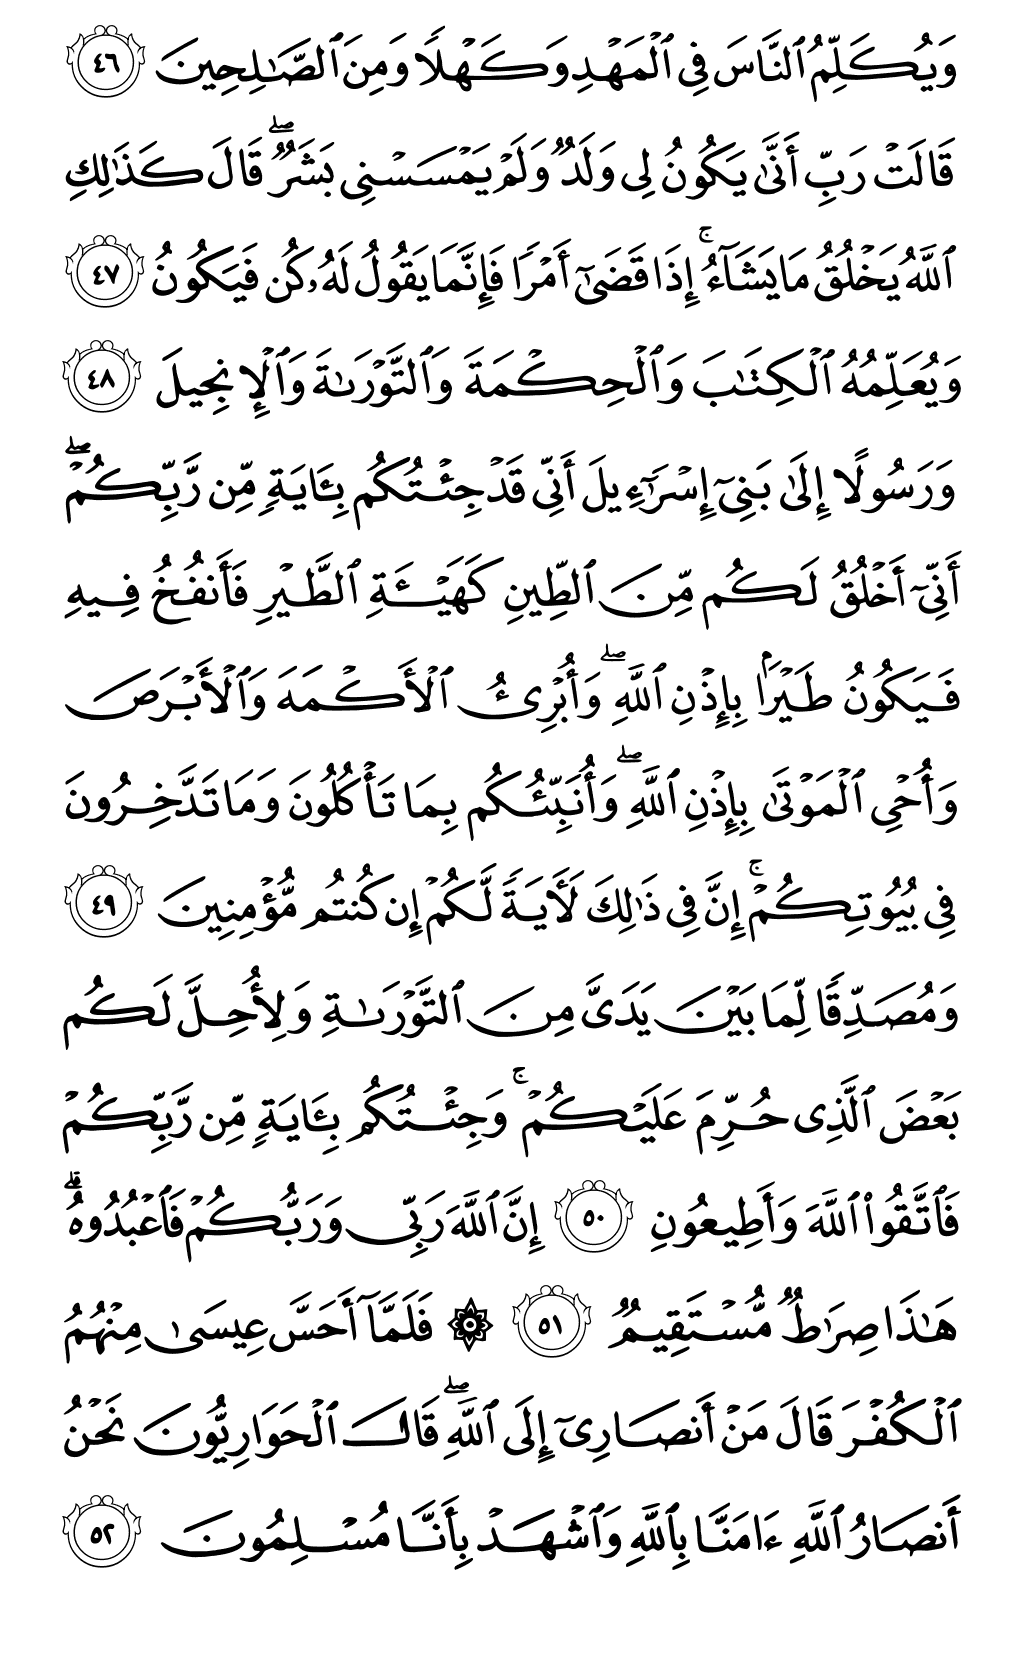 وَيُكَلِّمُ ٱلنَّاسَ فِي ٱلْمَهْدِ وَكَهْلًا وَمِنَ ٱلصَّٰلِحِينَ ٤٦
قَالَتْ رَبِّ أَنَّىٰ يَكُونُ لِي وَلَدٌ وَلَمْ يَمْسَسْنِي بَشَرٌ ۖ قَالَ كَذَٰلِكِ
ٱللَّهُ يَخْلُقُ مَا يَشَآءُ ۚ إِذَا قَضَىٰٓ أَمْرًا فَإِنَّمَا يَقُولُ لَهُۥ كُن فَيَكُونُ ٤٧
وَيُعَلِّمُهُ ٱلْكِتَٰبَ وَٱلْحِكْمَةَ وَٱلتَّوْرَىٰةَ وَٱلْإِنجِيلَ ٤٨
وَرَسُولًا إِلَىٰ بَنِىٓ إِسْرَٰٓءِيلَ أَنِّى قَدْ جِئْتُكُم بِـَٔايَةٍ مِّن رَّبِّكُمْ ۖ
أَنِّىٓ أَخْلُقُ لَكُم مِّنَ ٱلطِّينِ كَهَيْـَٔةِ ٱلطَّيْرِ فَأَنفُخُ فِيهِ
فَيَكُونُ طَيْرًۢا بِإِذْنِ ٱللَّهِ ۖ وَأُبْرِئُ ٱلْأَكْمَهَ وَٱلْأَبْرَصَ
وَأُحْىِ ٱلْمَوْتَىٰ بِإِذْنِ ٱللَّهِ ۖ وَأُنَبِّئُكُم بِمَا تَأْكُلُونَ وَمَا تَدَّخِرُونَ
فِى بُيُوتِكُمْ ۚ إِنَّ فِى ذَٰلِكَ لَـَٔايَةً لَّكُمْ إِن كُنتُم مُّؤْمِنِينَ ٤٩
وَمُصَدِّقًا لِّمَا بَيْنَ يَدَىَّ مِنَ ٱلتَّوْرَىٰةِ وَلِأُحِلَّ لَكُم
بَعْضَ ٱلَّذِى حُرِّمَ عَلَيْكُمْ ۚ وَجِئْتُكُم بِـَٔايَةٍ مِّن رَّبِّكُمْ
فَٱتَّقُوا۟ ٱللَّهَ وَأَطِيعُونِ ٥٠ إِنَّ ٱللَّهَ رَبِّى وَرَبُّكُمْ فَٱعْبُدُوهُ ۗ
هَٰذَا صِرَٰطٌ مُّسْتَقِيمٌ ٥١ ۞ فَلَمَّآ أَحَسَّ عِيسَىٰ مِنْهُمُ
ٱلْكُفْرَ قَالَ مَنْ أَنصَارِىٓ إِلَى ٱللَّهِ ۖ قَالَ ٱلْحَوَارِيُّونَ نَحْنُ
أَنصَارُ ٱللَّهِ ءَامَنَّا بِٱللَّهِ وَٱشْهَدْ بِأَنَّا مُسْلِمُونَ ٥٢